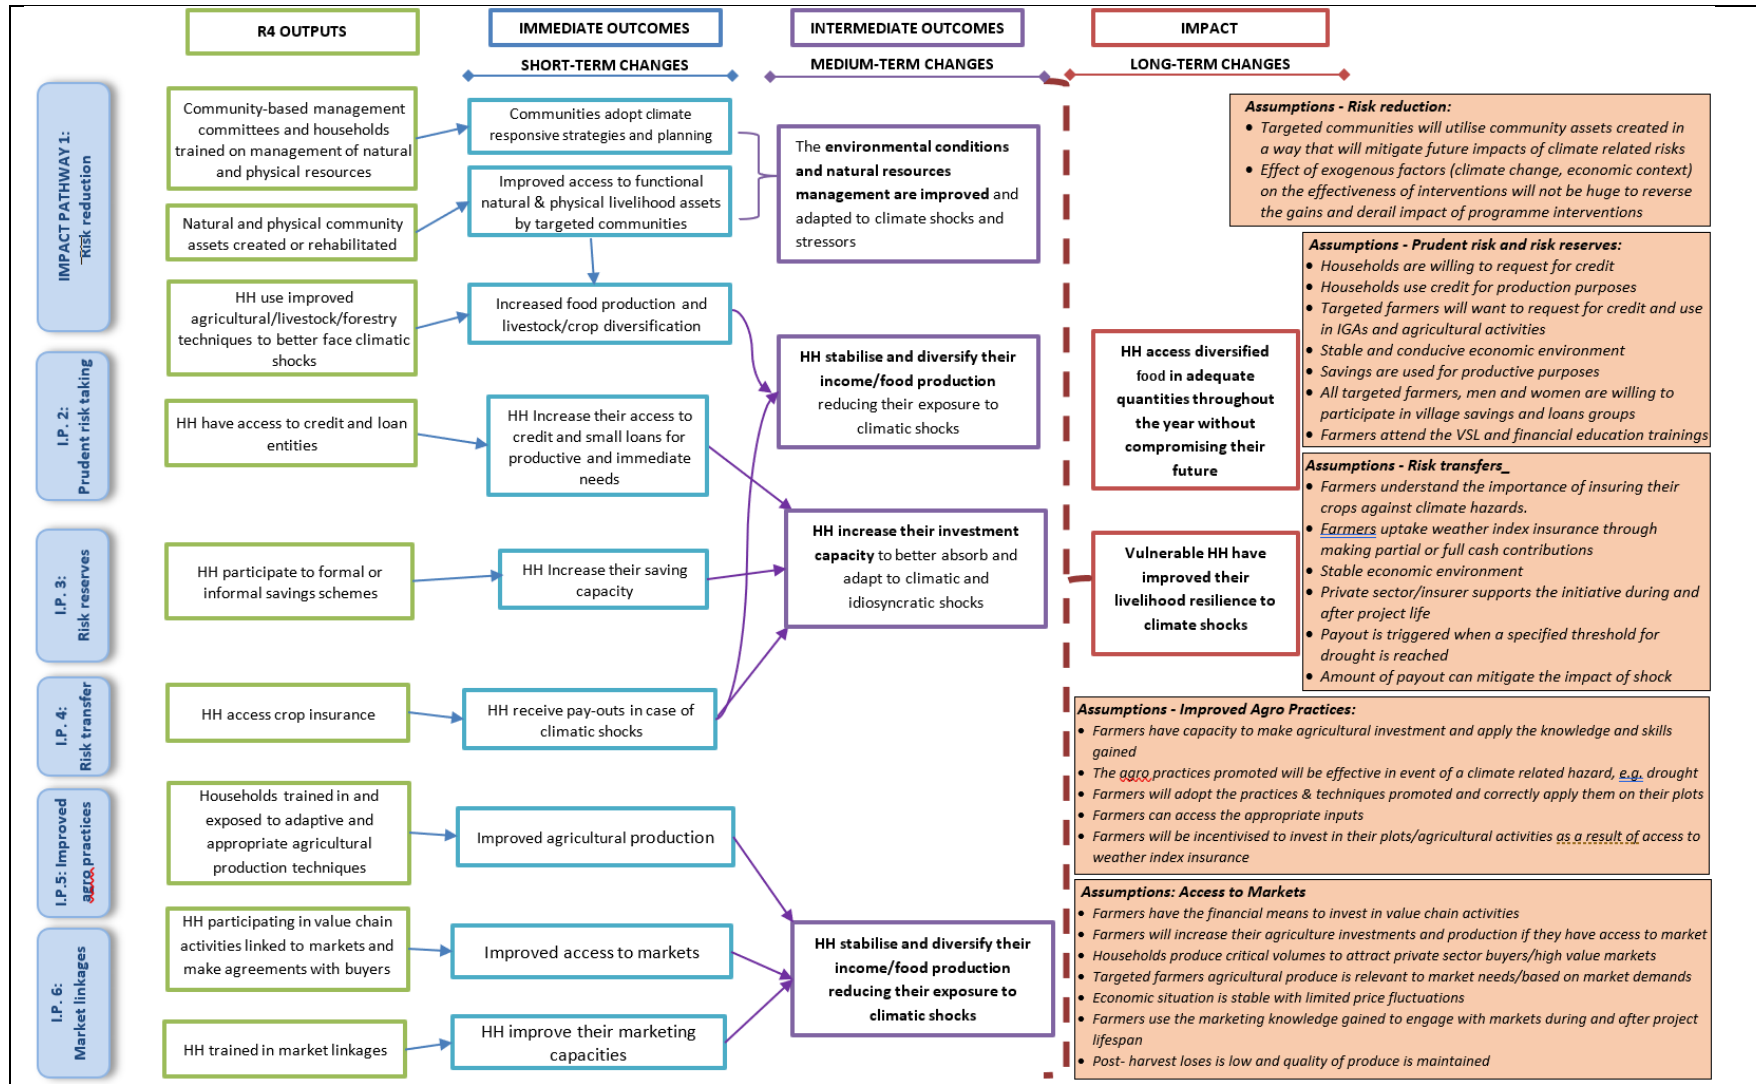 R4 OUTPUTS
IMMEDIATE OUTCOMES
INTERMEDIATE OUTCOMES
IMPACT
SHORT-TERM CHANGES
MEDIUM-TERM CHANGES
LONG-TERM CHANGES
IMPACT PATHWAY 1:
Risk reduction
Community-based management
committees and households
trained on management of natural
and physical resources
Natural and physical community
assets created or rehabilitated
HH use improved
agricultural/livestock/forestry
techniques to better face climatic
shocks
Communities adopt climate
responsive strategies and planning
Improved access to functional
natural & physical livelihood assets
by targeted communities
Increased food production and
livestock/crop diversification
The environmental conditions
and natural resources
management are improved and
adapted to climate shocks and
stressors
HH stabilise and diversify their
income/food production
reducing their exposure to
climatic shocks
I.P. 2:
Prudent risk taking
HH have access to credit and loan
entities
HH Increase their access to
credit and small loans for
productive and immediate
needs
HH increase their investment
capacity to better absorb and
adapt to climatic and
idiosyncratic shocks
I.P. 3:
Risk reserves
HH participate to formal or
informal savings schemes
HH Increase their saving
capacity
I.P. 4:
Risk transfer
HH access crop insurance
HH receive pay-outs in case of
climatic shocks
I.P.5: Improved
agro practices
Households trained in and
exposed to adaptive and
appropriate agricultural
production techniques
Improved agricultural production
I.P. 6:
Market linkages
HH participating in value chain
activities linked to markets and
make agreements with buyers
Improved access to markets
HH trained in market linkages
HH improve their marketing
capacities
HH stabilise and diversify their
income/food production
reducing their exposure to
climatic shocks
HH access diversified
food in adequate
quantities throughout
the year without
compromising their
future
Vulnerable HH have
improved their
livelihood resilience to
climate shocks
Assumptions - Risk reduction:
• Targeted communities will utilise community assets created in
a way that will mitigate future impacts of climate related risks
• Effect of exogenous factors (climate change, economic context)
on the effectiveness of interventions will not be huge to reverse
the gains and derail impact of programme interventions
Assumptions - Prudent risk and risk reserves:
• Households are willing to request for credit
• Households use credit for production purposes
• Targeted farmers will want to request for credit and use
in IGAs and agricultural activities
• Stable and conducive economic environment
• Savings are used for productive purposes
• All targeted farmers, men and women are willing to
participate in village savings and loans groups
• Farmers attend the VSL and financial education trainings
Assumptions - Risk transfers_
• Farmers understand the importance of insuring their
crops against climate hazards.
• Farmers uptake weather index insurance through
making partial or full cash contributions
• Stable economic environment
• Private sector/insurer supports the initiative during and
after project life
• Payout is triggered when a specified threshold for
drought is reached
• Amount of payout can mitigate the impact of shock
Assumptions - Improved Agro Practices:
• Farmers have capacity to make agricultural investment and apply the knowledge and skills
gained
• The agro practices promoted will be effective in event of a climate related hazard, e.g. drought
• Farmers will adopt the practices & techniques promoted and correctly apply them on their plots
• Farmers can access the appropriate inputs
• Farmers will be incentivised to invest in their plots/agricultural activities as a result of access to
weather index insurance
Assumptions: Access to Markets
• Farmers have the financial means to invest in value chain activities
• Farmers will increase their agriculture investments and production if they have access to market
• Households produce critical volumes to attract private sector buyers/high value markets
• Targeted farmers agricultural produce is relevant to market needs/based on market demands
• Economic situation is stable with limited price fluctuations
• Farmers use the marketing knowledge gained to engage with markets during and after project
lifespan
• Post- harvest loses is low and quality of produce is maintained